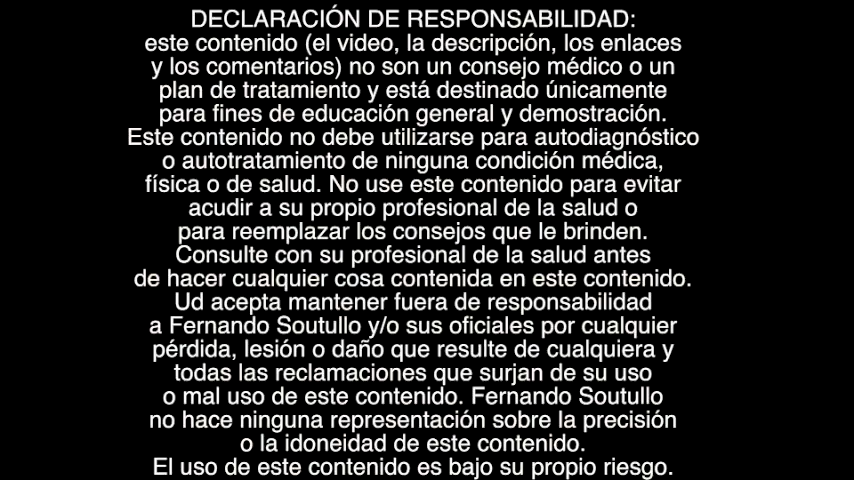 DECLARACIÓN DE RESPONSABILIDAD:
este contenido (el video, la descripción, los enlaces
y los comentarios) no son un consejo médico o un
plan de tratamiento y está destinado únicamente
para fines de educación general y demostración.
Este contenido no debe utilizarse para autodiagnóstico
o autotratamiento de ninguna condición médica,
física o de salud. No use este contenido para evitar
acudir a su propio profesional de la salud o
para reemplazar los consejos que le brinden.
Consulte con su profesional de la salud antes
de hacer cualquier cosa contenida en este contenido.
Ud acepta mantener fuera de responsabilidad
a Fernando Soutullo y/o sus oficiales por cualquier
pérdida, lesión o daño que resulte de cualquiera y
todas las reclamaciones que surjan de su uso
o mal uso de este contenido. Fernando Soutullo
no hace ninguna representación sobre la precisión
o la idoneidad de este contenido.
El uso de este contenido es bajo su propio riesgo.